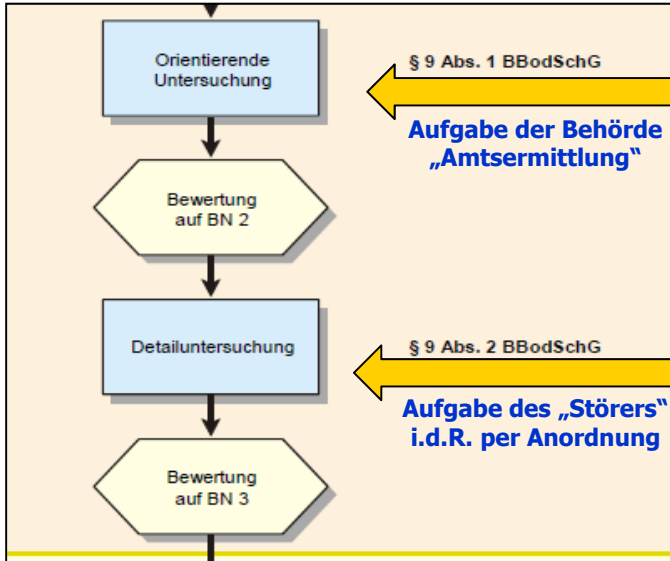 Orientierende
Untersuchung
§ 9 Abs. 1 BBodSchG
Aufgabe der Behörde
„Amtsermittlung“
Bewertung
auf BN 2
Detailuntersuchung
§ 9 Abs. 2 BBodSchG
Aufgabe des „Störers“
i.d.R. per Anordnung
Bewertung
auf BN 3